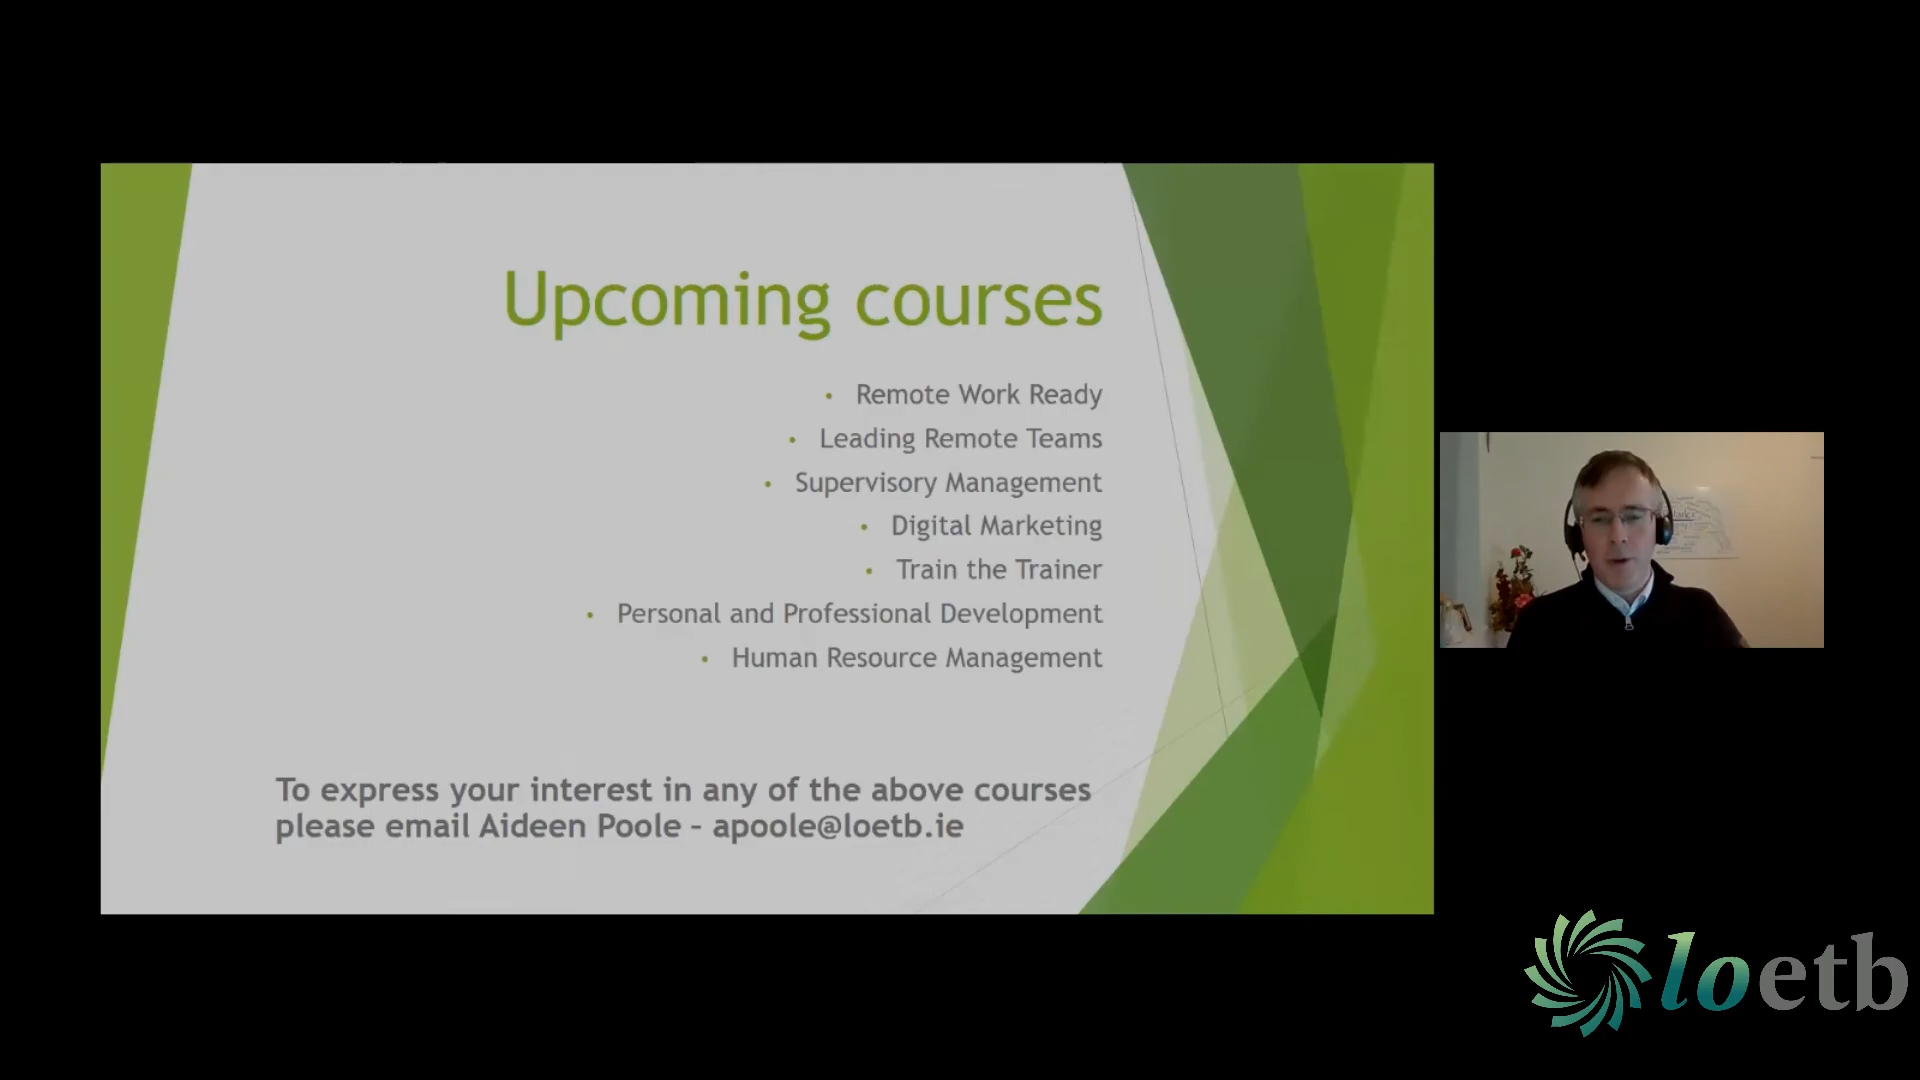 Upcoming courses
• Remote Work Ready
• Leading Remote Teams
• Supervisory Management
• Digital Marketing
• Train the Trainer
• Personal and Professional Development
• Human Resource Management
To express your interest in any of the above courses
please email Aideen Poole – apoole@loetb.ie
loetb